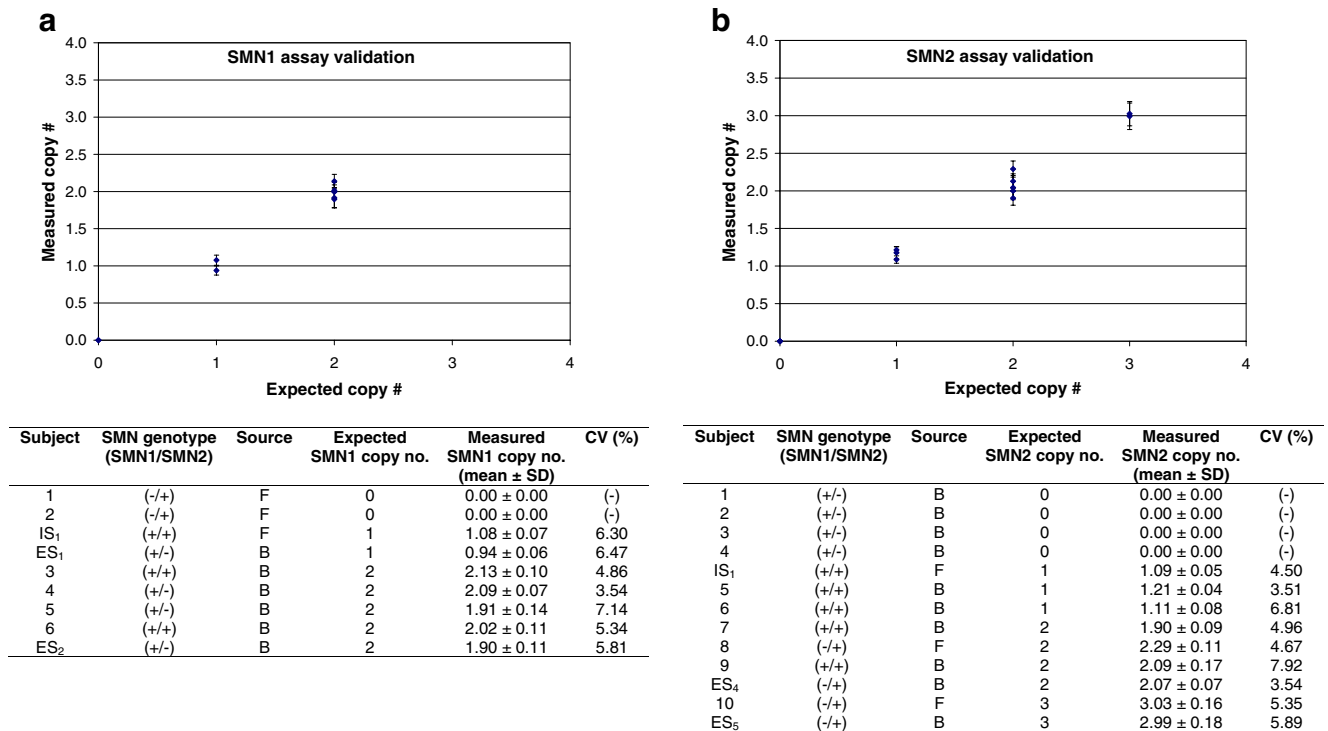 a
SMN1 assay validation
Measured copy #
4.0
3.5
3.0
2.5
2.0
1.5
1.0
0.5
0.0
0 1 2 3 4
Expected copy #
Subject SMN genotype (SMN1/SMN2) Source Expected SMN1 copy no. Measured SMN1 copy no. (mean ± SD) CV (%)
1 (-/+) F 0 0.00 ± 0.00 (-)
2 (-/+) F 0 0.00 ± 0.00 (-)
IS1 (+/+) F 1 1.08 ± 0.07 6.30
ES1 (+/-) B 1 0.94 ± 0.06 6.47
3 (+/+) B 2 2.13 ± 0.10 4.86
4 (+/-) B 2 2.09 ± 0.07 3.54
5 (+/-) B 2 1.91 ± 0.14 7.14
6 (+/+) B 2 2.02 ± 0.11 5.34
ES2 (+/-) B 2 1.90 ± 0.11 5.81
b
SMN2 assay validation
Measured copy #
4.0
3.5
3.0
2.5
2.0
1.5
1.0
0.5
0.0
0 1 2 3 4
Expected copy #
Subject SMN genotype (SMN1/SMN2) Source Expected SMN2 copy no. Measured SMN2 copy no. (mean ± SD) CV (%)
1 (+/-) B 0 0.00 ± 0.00 (-)
2 (+/-) B 0 0.00 ± 0.00 (-)
3 (+/-) B 0 0.00 ± 0.00 (-)
4 (+/-) B 0 0.00 ± 0.00 (-)
IS1 (+/+) F 1 1.09 ± 0.05 4.50
5 (+/+) B 1 1.21 ± 0.04 3.51
6 (+/+) B 1 1.11 ± 0.08 6.81
7 (+/+) B 2 1.90 ± 0.09 4.96
8 (-/+) F 2 2.29 ± 0.11 4.67
9 (+/+) B 2 2.09 ± 0.17 7.92
ES4 (-/+) B 2 2.07 ± 0.07 3.54
10 (-/+) F 3 3.03 ± 0.16 5.35
ES5 (-/+) B 3 2.99 ± 0.18 5.89